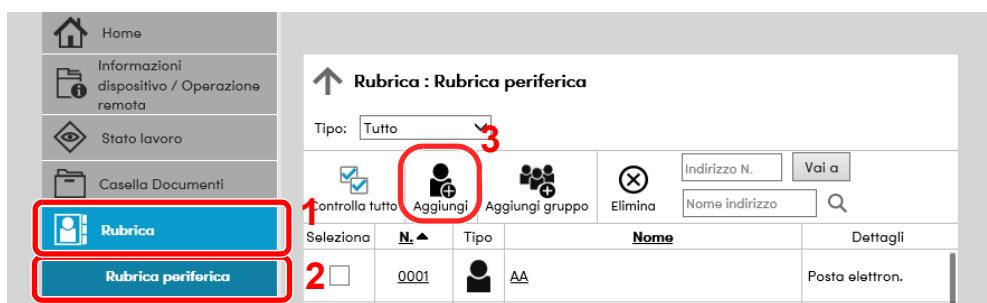 Home
Informazioni
dispositivo / Operazione
remota
Stato lavoro
Casella Documenti
1
Rubrica
Rubrica periferica
Rubrica : Rubrica periferica
Tipo: Tutto
3
Controlla tutto Aggiungi Aggiungi gruppo Elimina
Indirizzo N. Vai a
Nome indirizzo
Seleziona N. Tipo Nome Dettagli
2 0001 AA Posta elettron.